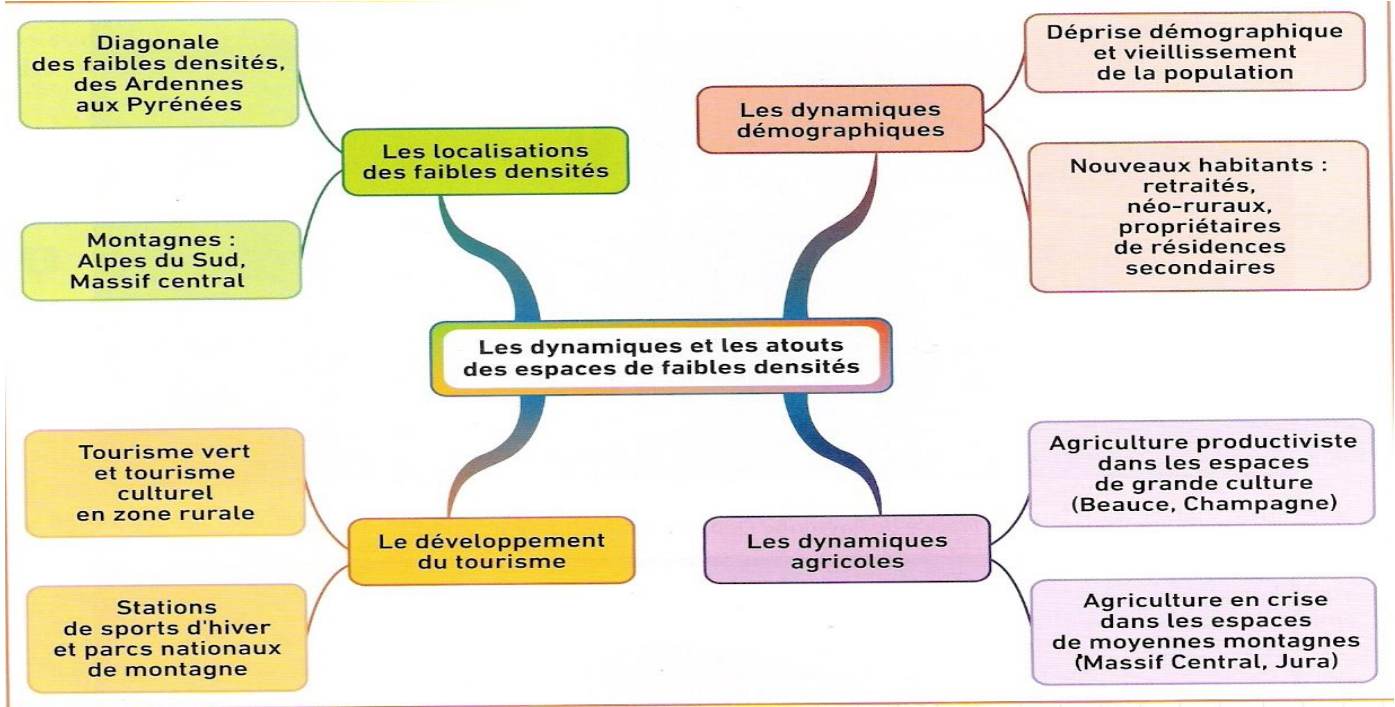 Diagonale
des faibles densités,
des Ardennes
aux Pyrénées
Les localisations
des faibles densités
Montagnes :
Alpes du Sud,
Massif central
Déprise démographique
et vieillissement
de la population
Les dynamiques
démographiques
Nouveaux habitants :
retraités,
néo-ruraux,
propriétaires
de résidences
secondaires
Les dynamiques et les atouts
des espaces de faibles densités
Tourisme vert
et tourisme
culturel
en zone rurale
Le développement
du tourisme
Stations
de sports d'hiver
et parcs nationaux
de montagne
Agriculture productiviste
dans les espaces
de grande culture
(Beauce, Champagne)
Les dynamiques
agricoles
Agriculture en crise
dans les espaces
de moyennes montagnes
(Massif Central, Jura)